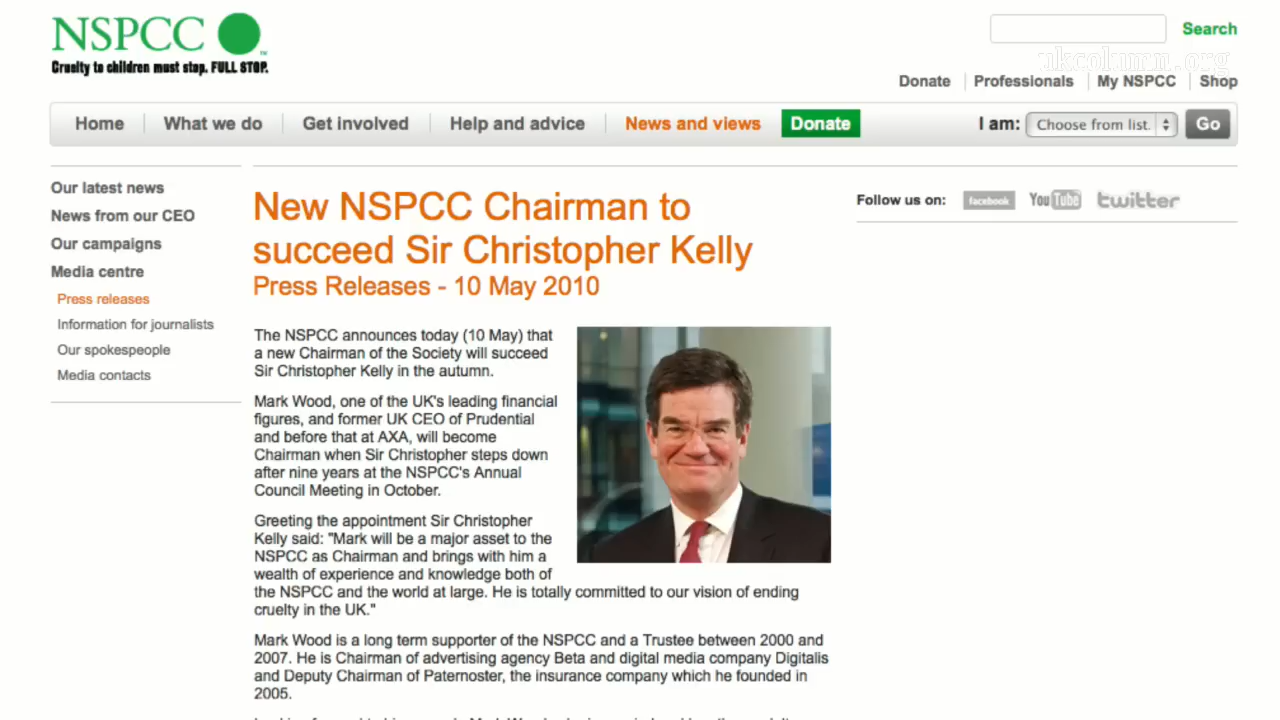 NSPCC
Cruelty to children must stop. FULL STOP.
Search
ukcolumn.org
Donate
Professionals
My NSPCC
Shop
Home
What we do
Get involved
Help and advice
News and views
Donate
I am:
Choose from list.
Go
Our latest news
News from our CEO
Our campaigns
Media centre
Press releases
Information for journalists
Our spokespeople
Media contacts
New NSPCC Chairman to
succeed Sir Christopher Kelly
Press Releases - 10 May 2010
Follow us on:
facebook
YouTube
twitter
The NSPCC announces today (10 May) that
a new Chairman of the Society will succeed
Sir Christopher Kelly in the autumn.
Mark Wood, one of the UK's leading financial
figures, and former UK CEO of Prudential
and before that at AXA, will become
Chairman when Sir Christopher steps down
after nine years at the NSPCC's Annual
Council Meeting in October.
Greeting the appointment Sir Christopher
Kelly said: "Mark will be a major asset to the
NSPCC as Chairman and brings with him a
wealth of experience and knowledge both of
the NSPCC and the world at large. He is totally committed to our vision of ending
cruelty in the UK."
Mark Wood is a long term supporter of the NSPCC and a Trustee between 2000 and
2007. He is Chairman of advertising agency Beta and digital media company Digitalis
and Deputy Chairman of Paternoster, the insurance company which he founded in
2005.